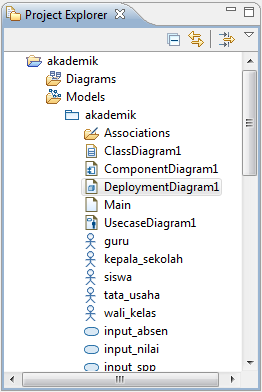 Project Explorer
akademik
Diagrams
Models
akademik
Associations
ClassDiagram1
ComponentDiagram1
DeploymentDiagram1
Main
UsecaseDiagram1
guru
kepala_sekolah
siswa
tata_usaha
wali_kelas
input_absen
input_nilai
input_spp